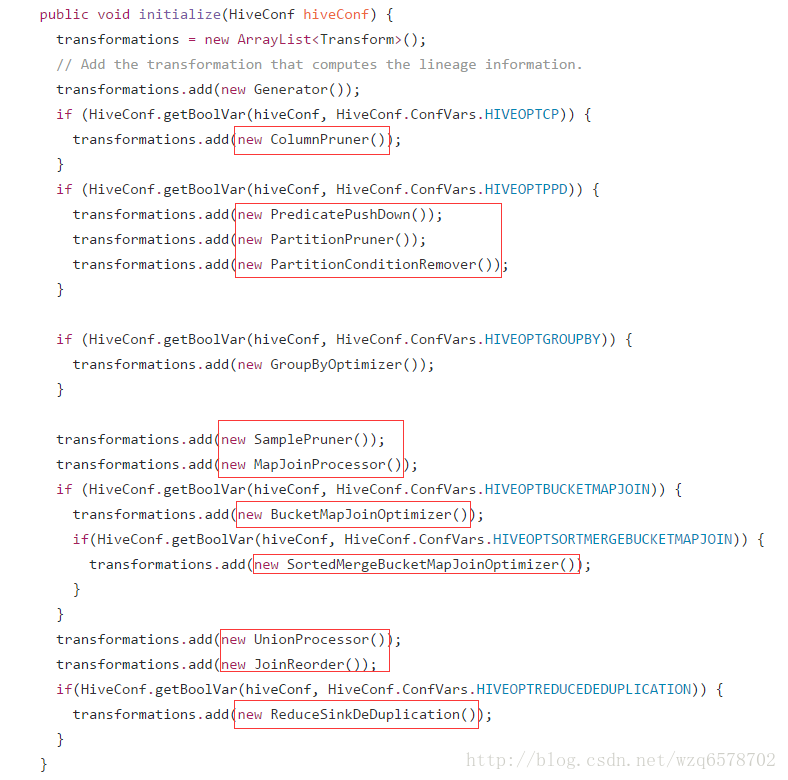 public void initialize(HiveConf hiveConf) {
transformations = new ArrayList<Transform>();
// Add the transformation that computes the lineage information.
transformations.add(new Generator());
if (HiveConf.getBoolVar(hiveConf, HiveConf.ConfVars.HIVEOPTCP)) {
transformations.add(new ColumnPruner());
}
if (HiveConf.getBoolVar(hiveConf, HiveConf.ConfVars.HIVEOPTPPD)) {
transformations.add(new PredicatePushDown());
transformations.add(new PartitionPruner());
transformations.add(new PartitionConditionRemover());
}
if (HiveConf.getBoolVar(hiveConf, HiveConf.ConfVars.HIVEOPTGROUPBY)) {
transformations.add(new GroupByOptimizer());
}
transformations.add(new SamplePruner());
transformations.add(new MapJoinProcessor());
if (HiveConf.getBoolVar(hiveConf, HiveConf.ConfVars.HIVEOPTBUCKETMAPJOIN)) {
transformations.add(new BucketMapJoinOptimizer());
if(HiveConf.getBoolVar(hiveConf, HiveConf.ConfVars.HIVEOPTSORTMERGEBUCKETMAPJOIN)) {
transformations.add(new SortedMergeBucketMapJoinOptimizer());
}
}
transformations.add(new UnionProcessor());
transformations.add(new JoinReorder());
if(HiveConf.getBoolVar(hiveConf, HiveConf.ConfVars.HIVEOPTREDUCEDEDUPLICATION)) {
transformations.add(new ReduceSinkDeDuplication());
}
}
http://blog.csdn.net/wzq6578702